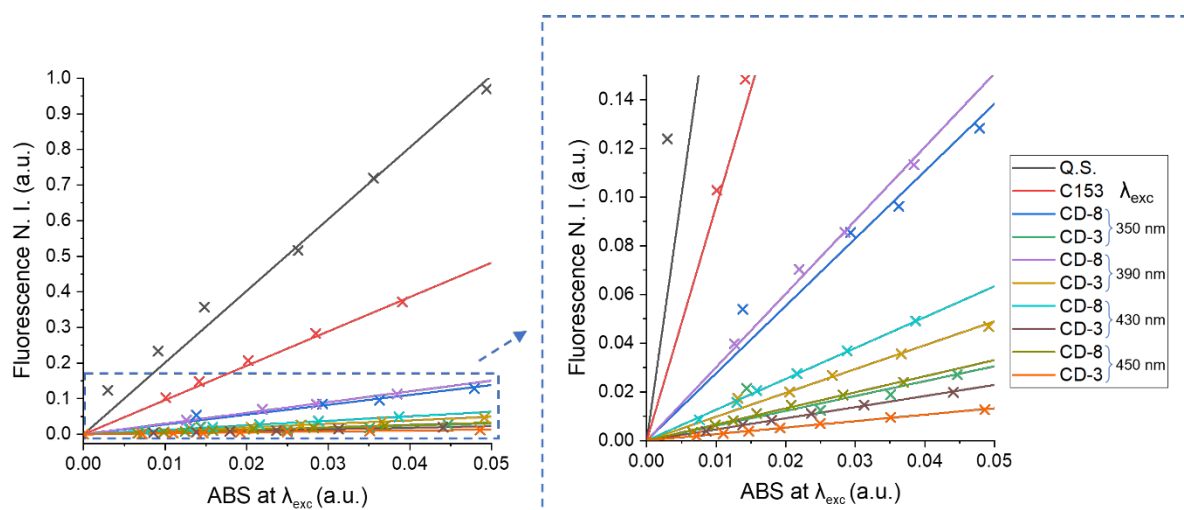 Fluorescence N. I. (a.u.)
1.0
0.9
0.8
0.7
0.6
0.5
0.4
0.3
0.2
0.1
0.0
0.00 0.01 0.02 0.03 0.04 0.05
ABS at λexc (a.u.)
Fluorescence N. I. (a.u.)
0.14
0.12
0.10
0.08
0.06
0.04
0.02
0.00
0.00 0.01 0.02 0.03 0.04 0.05
ABS at λexc (a.u.)
Q.S.
C153 λexc
CD-8
350 nm
CD-3
CD-8
390 nm
CD-3
CD-8
430 nm
CD-3
CD-8
450 nm
CD-3